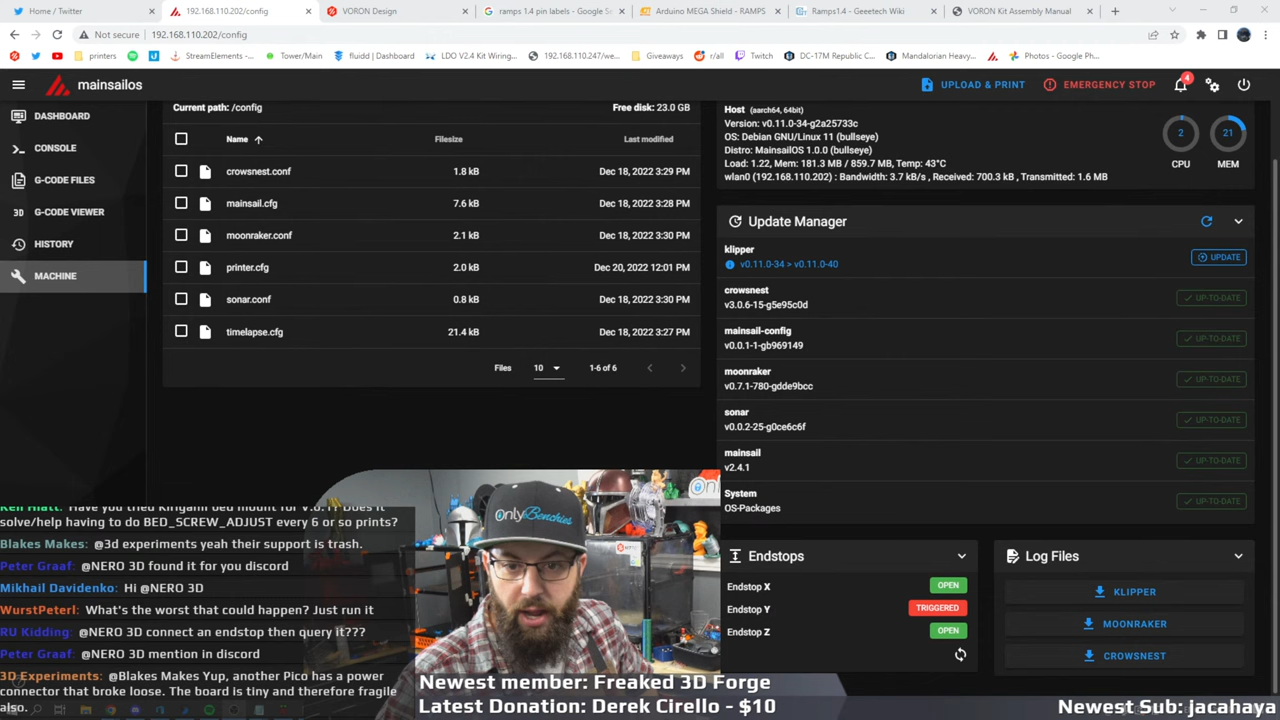 Home / Twitter
192.168.110.202/config
VORON Design
ramps 1.4 pin labels - Google Se
Arduino MEGA Shield - RAMPS
Ramps1.4 - Geeetech Wiki
VORON Kit Assembly Manual
Not secure
192.168.110.202/config
printers
StreamElements -...
Tower/Main
fluidd | Dashboard
LDO V2.4 Kit Wiring...
192.168.110.247/we...
Giveaways
r/all
Twitch
DC-17M Republic C...
Mandalorian Heavy...
Photos - Google Ph...
mainsailos
UPLOAD & PRINT
EMERGENCY STOP
4
DASHBOARD
CONSOLE
G-CODE FILES
3D G-CODE VIEWER
HISTORY
MACHINE
Current path: /config
Free disk: 23.0 GB
Name
Filesize
Last modified
crowsnest.conf
1.8 kB
Dec 18, 2022 3:29 PM
mainsail.cfg
7.6 kB
Dec 18, 2022 3:28 PM
moonraker.conf
2.1 kB
Dec 18, 2022 3:30 PM
printer.cfg
2.0 kB
Dec 20, 2022 12:01 PM
sonar.conf
0.8 kB
Dec 18, 2022 3:30 PM
timelapse.cfg
21.4 kB
Dec 18, 2022 3:27 PM
Files
10
1-6 of 6
Host
(aarch64, 64bit)
Version: v0.11.0-34-g2a25733c
OS: Debian GNU/Linux 11 (bullseye)
Distro: MainsailOS 1.0.0 (bullseye)
Load: 1.22, Mem: 181.3 MB / 859.7 MB, Temp: 43°C
wlan0 (192.168.110.202) : Bandwidth: 3.7 kB/s , Received: 700.3 kB , Transmitted: 1.6 MB
2
CPU
21
MEM
Update Manager
klipper
v0.11.0-34 > v0.11.0-40
UPDATE
crowsnest
v3.0.6-15-g5e95c0d
UP-TO-DATE
mainsail-config
v0.0.1-1-gb969149
UP-TO-DATE
moonraker
v0.7.1-780-gdde9bcc
UP-TO-DATE
sonar
v0.0.2-25-g0ce6c6f
UP-TO-DATE
mainsail
v2.4.1
UP-TO-DATE
System
OS-Packages
UP-TO-DATE
Endstops
Endstop X
OPEN
Endstop Y
TRIGGERED
Endstop Z
OPEN
Log Files
KLIPPER
MOONRAKER
CROWSNEST
solve/help having to do BED_SCREW_ADJUST every 6 or so prints?
Blakes Makes: @3d experiments yeah their support is trash.
Peter Graaf: @NERO 3D found it for you discord
Mikhail Davidenko: Hi @NERO 3D
WurstPeterl: What's the worst that could happen? Just run it
RU Kidding: @NERO 3D connect an endstop then query it???
Peter Graaf: @NERO 3D mention in discord
3D Experiments: @Blakes Makes Yup, another Pico has a power
connector that broke loose. The board is tiny and therefore fragile
also.
onlyBenchies
Newest member: Freaked 3D Forge
Latest Donation: Derek Cirello - $10
Newest Sub: jacahaya